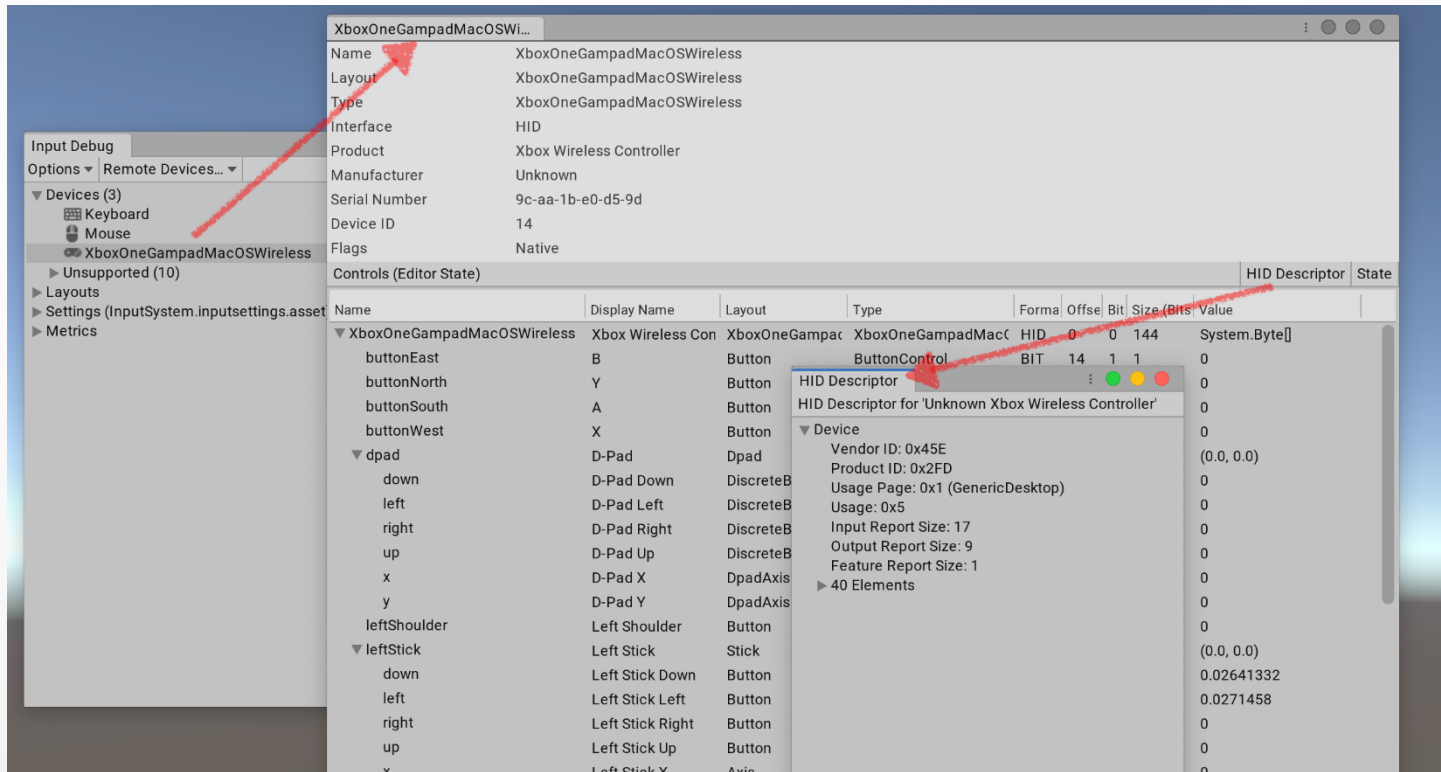 Input Debug
Options Remote Devices...
Devices (3)
Keyboard
Mouse
XboxOneGampadMacOSWireless
Unsupported (10)
Layouts
Settings (InputSystem.inputsettings.asset
Metrics
XboxOneGampadMacOSWi...
Name XboxOneGampadMacOSWireless
Layout XboxOneGampadMacOSWireless
Type XboxOneGampadMacOSWireless
Interface HID
Product Xbox Wireless Controller
Manufacturer Unknown
Serial Number 9c-aa-1b-e0-d5-9d
Device ID 14
Flags Native
Controls (Editor State) HID Descriptor State
Name Display Name Layout Type Forma Offse Bit Size (Bits Value
XboxOneGampadMacOSWireless Xbox Wireless Con XboxOneGampac XboxOneGampadMacC HID 0 0 144 System.Byte[]
buttonEast B Button ButtonControl BIT 14 1 1 0
buttonNorth Y Button 0
buttonSouth A Button 0
buttonWest X Button 0
dpad D-Pad Dpad (0.0, 0.0)
down D-Pad Down DiscreteB 0
left D-Pad Left DiscreteB 0
right D-Pad Right DiscreteB 0
up D-Pad Up DiscreteB 0
x D-Pad X DpadAxis 0
y D-Pad Y DpadAxis 0
leftShoulder Left Shoulder Button 0
leftStick Left Stick Stick (0.0, 0.0)
down Left Stick Down Button 0.02641332
left Left Stick Left Button 0.0271458
right Left Stick Right Button 0
up Left Stick Up Button 0
x Left Stick X Axis 0
HID Descriptor
HID Descriptor for 'Unknown Xbox Wireless Controller'
Device
Vendor ID: 0x45E
Product ID: 0x2FD
Usage Page: 0x1 (GenericDesktop)
Usage: 0x5
Input Report Size: 17
Output Report Size: 9
Feature Report Size: 1
40 Elements